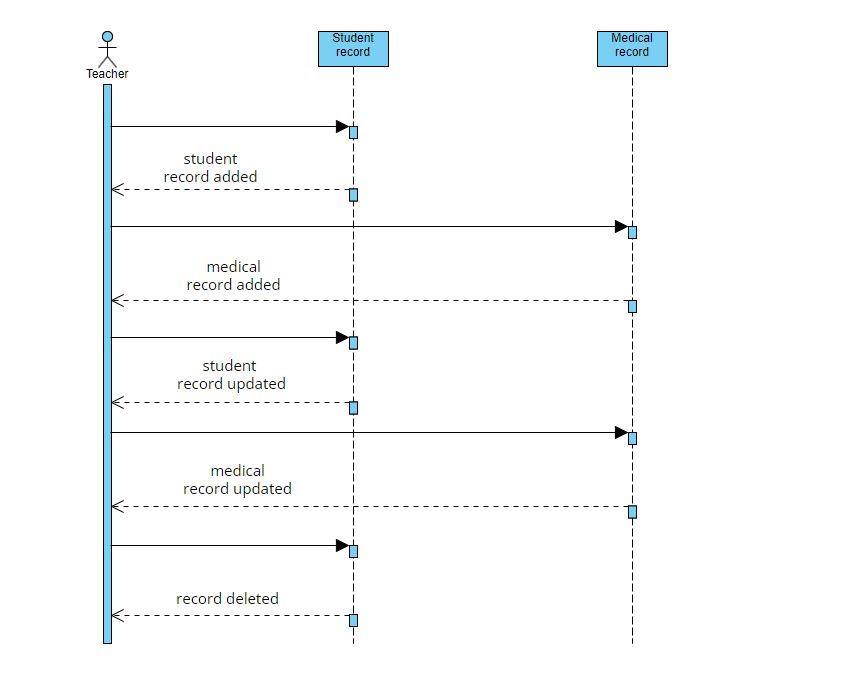 Student
record
Medical
record
Teacher
student
record added
medical
record added
student
record updated
medical
record updated
record deleted